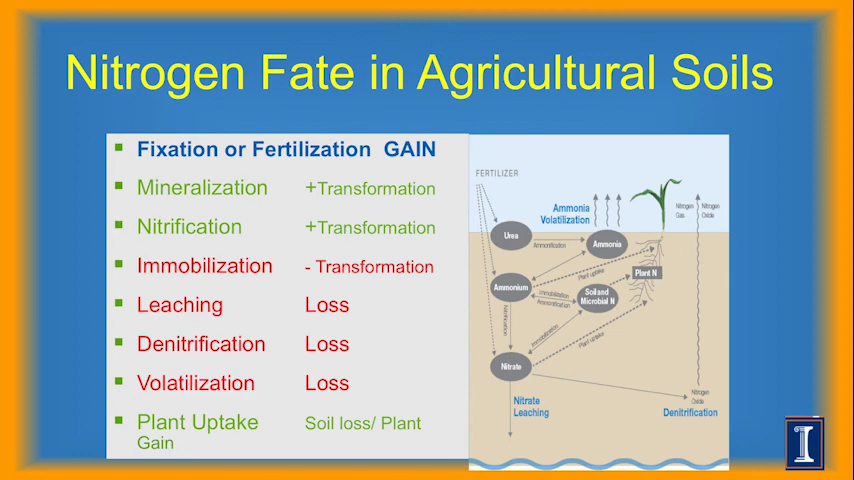 Nitrogen Fate in Agricultural Soils
Fixation or Fertilization GAIN
Mineralization +Transformation
Nitrification +Transformation
Immobilization - Transformation
Leaching Loss
Denitrification Loss
Volatilization Loss
Plant Uptake Soil loss/ Plant
Gain
FERTILIZER
Ammonia
Volatilization
Nitrogen
Gas
Nitrogen
Oxide
Urea
Ammonification
Ammonia
Plant uptake
Plant N
Ammonium
Immobilization
Ammonification
Soil and
Microbial N
Nitrification
Immobilization
Plant uptake
Nitrate
Nitrate
Leaching
Nitrogen
Oxide
Denitrification
I